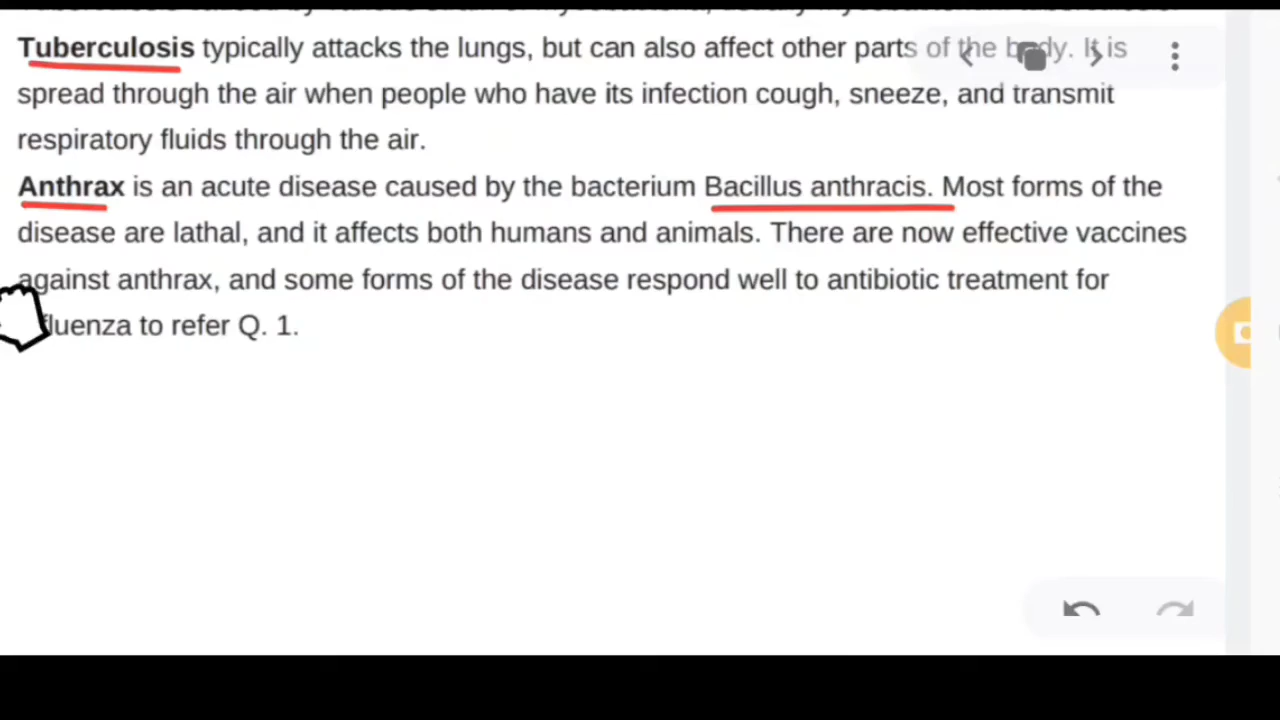 Tuberculosis typically attacks the lungs, but can also affect other parts of the body. It is
spread through the air when people who have its infection cough, sneeze, and transmit
respiratory fluids through the air.
Anthrax is an acute disease caused by the bacterium Bacillus anthracis. Most forms of the
disease are lathal, and it affects both humans and animals. There are now effective vaccines
against anthrax, and some forms of the disease respond well to antibiotic treatment for
fluenza to refer Q. 1.